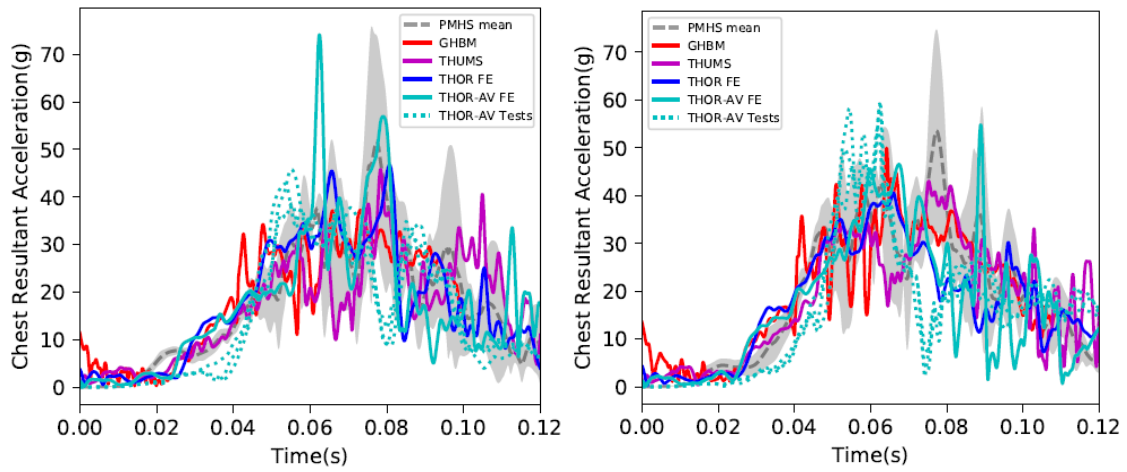 Chest Resultant Acceleration(g)
70
60
50
40
30
20
10
0
PMHS mean
GHBM
THUMS
THOR FE
THOR-AV FE
THOR-AV Tests
0.00 0.02 0.04 0.06 0.08 0.10 0.12
Time(s)
Chest Resultant Acceleration(g)
70
60
50
40
30
20
10
0
PMHS mean
GHBM
THUMS
THOR FE
THOR-AV FE
THOR-AV Tests
0.00 0.02 0.04 0.06 0.08 0.10 0.12
Time(s)